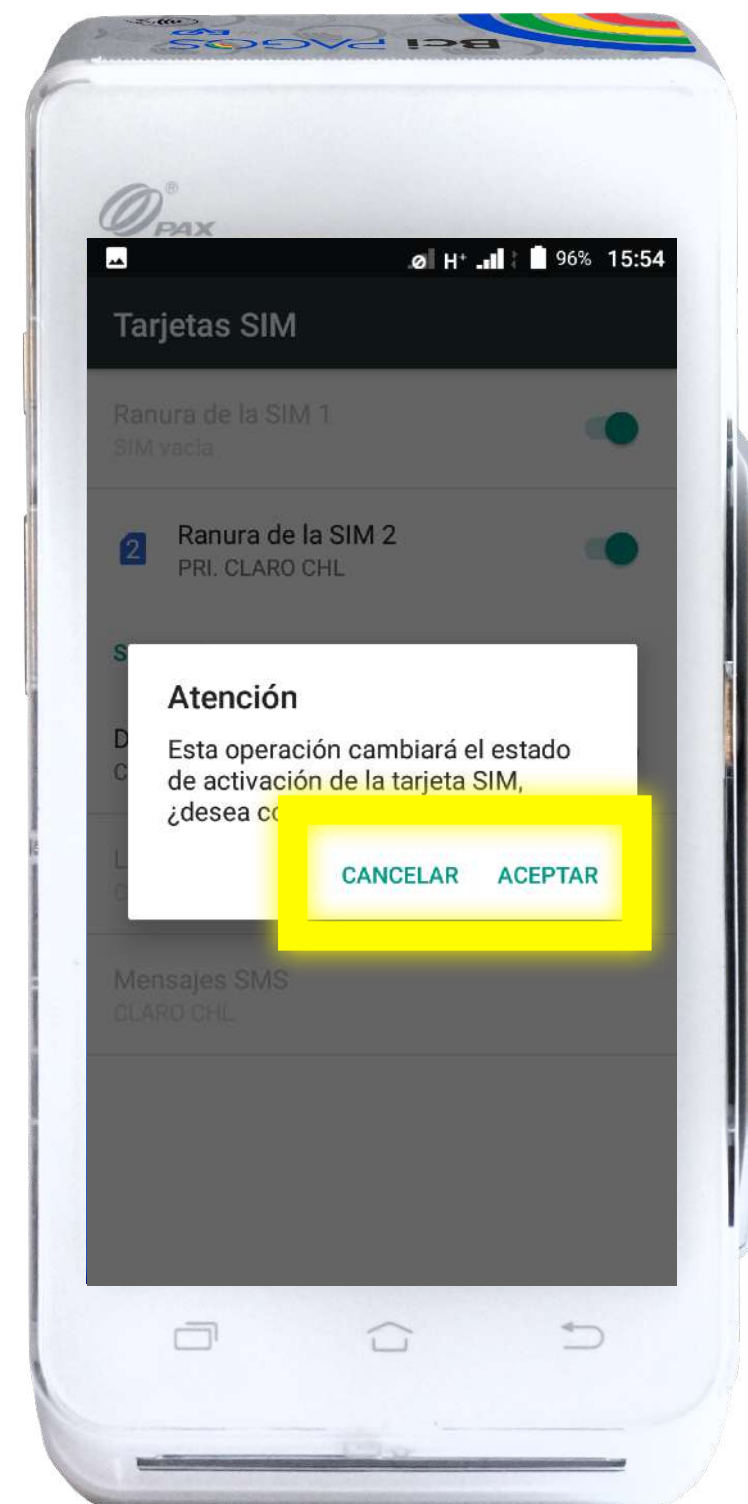 Bci PAGOS
PAX
H+ 96% 15:54
Tarjetas SIM
Ranura de la SIM 1
SIM vacía
2 Ranura de la SIM 2
PRI. CLARO CHL
S
Atención
D
Esta operación cambiará el estado
C
de activación de la tarjeta SIM,
¿desea co
L
C
CANCELAR ACEPTAR
Mensajes SMS
CLARO CHL